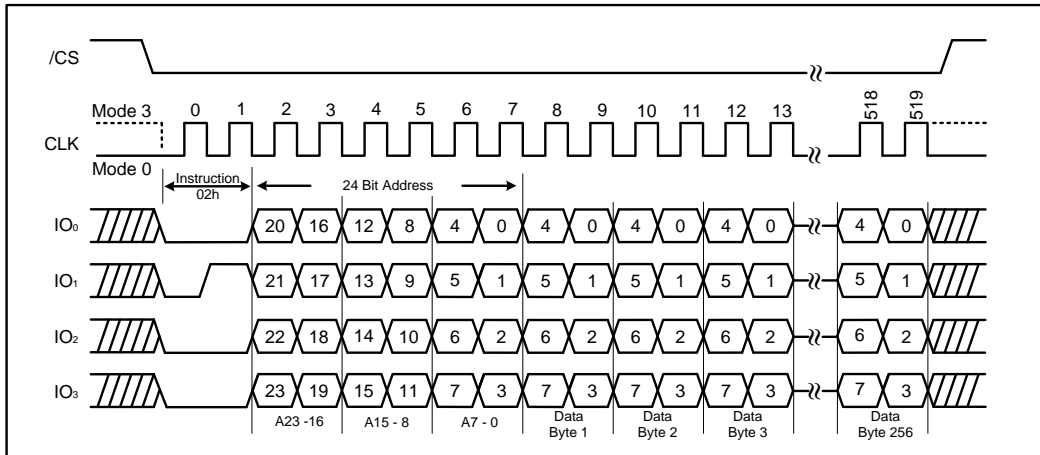 /CS
Mode 3 0 1 2 3 4 5 6 7 8 9 10 11 12 13 518 519
CLK
Mode 0
Instruction
02h
24 Bit Address
IO0 20 16 12 8 4 0 4 0 4 0 4 0 4 0
IO1 21 17 13 9 5 1 5 1 5 1 5 1 5 1
IO2 22 18 14 10 6 2 6 2 6 2 6 2 6 2
IO3 23 19 15 11 7 3 7 3 7 3 7 3 7 3
A23 -16 A15 - 8 A7 - 0
Data
Byte 1
Data
Byte 2
Data
Byte 3
Data
Byte 256